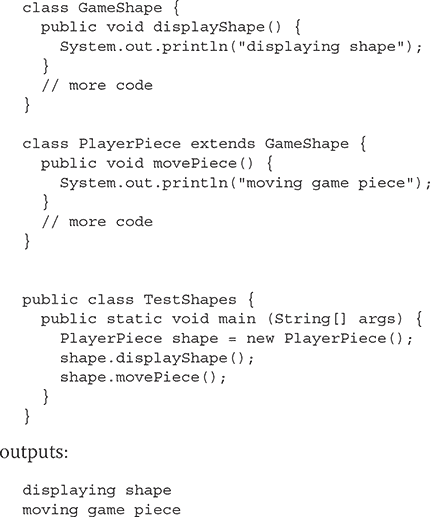 class GameShape {
  public void displayShape() {
    System.out.println("displaying shape");
  }
  // more code
}

class PlayerPiece extends GameShape {
  public void movePiece() {
    System.out.println("moving game piece");
  }
  // more code
}

public class TestShapes {
  public static void main (String[] args) {
    PlayerPiece shape = new PlayerPiece();
    shape.displayShape();
    shape.movePiece();
  }
}
outputs:
displaying shape
moving game piece